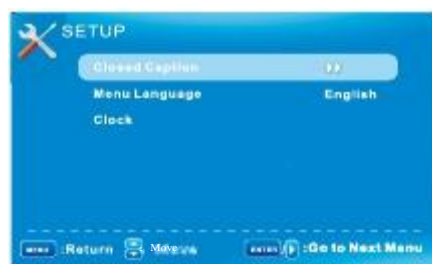 SETUP
Closed Caption
Menu Language English
Clock
MENU :Return Move ENTER / :Go to Next Menu